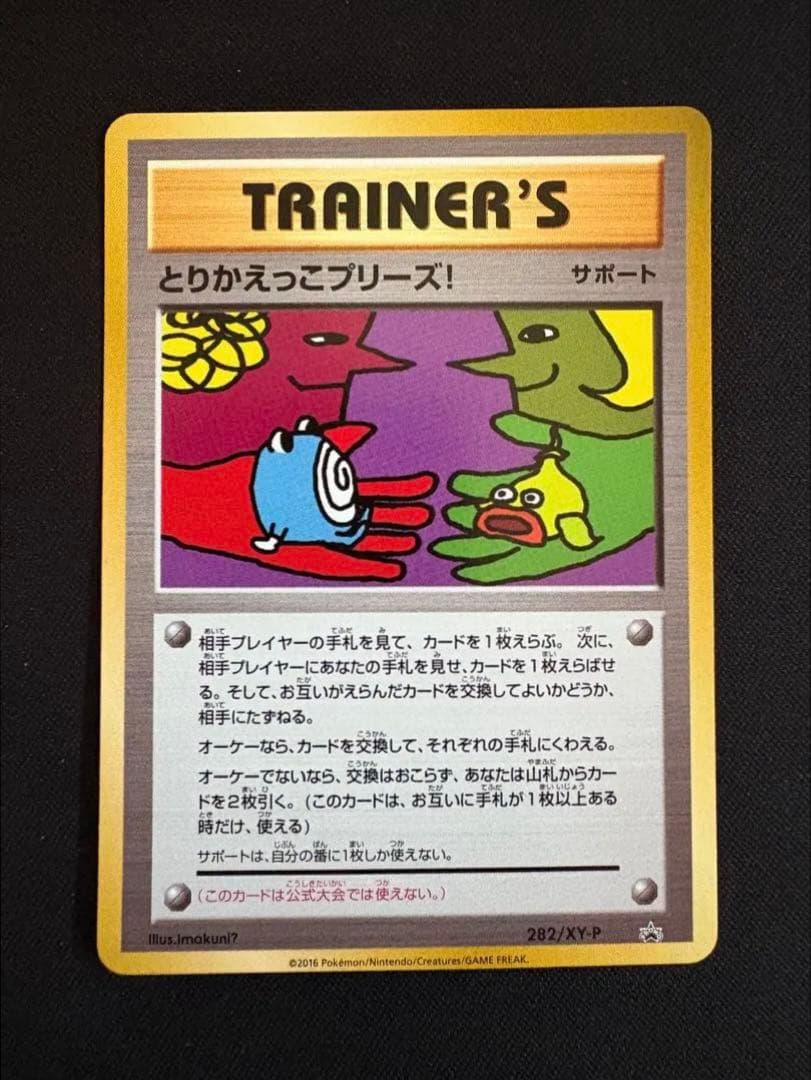 TRAINER'S
とりかえっこプリーズ!
サポート
相手プレイヤーの手札を見て、カードを1枚えらぶ。次に、
相手プレイヤーにあなたの手札を見せ、カードを1枚えらばせ
る。そして、お互いがえらんだカードを交換してよいかどうか、
相手にたずねる。
オーケーなら、カードを交換して、それぞれの手札にくわえる。
オーケーでないなら、交換はおこらず、あなたは山札からカー
ドを2枚引く。(このカードは、お互いに手札が1枚以上ある
時だけ、使える)
サポートは、自分の番に1枚しか使えない。
(このカードは公式大会では使えない。)
Illus.imakuni?
282/XY-P
©2016 Pokémon/Nintendo/Creatures/GAME FREAK.